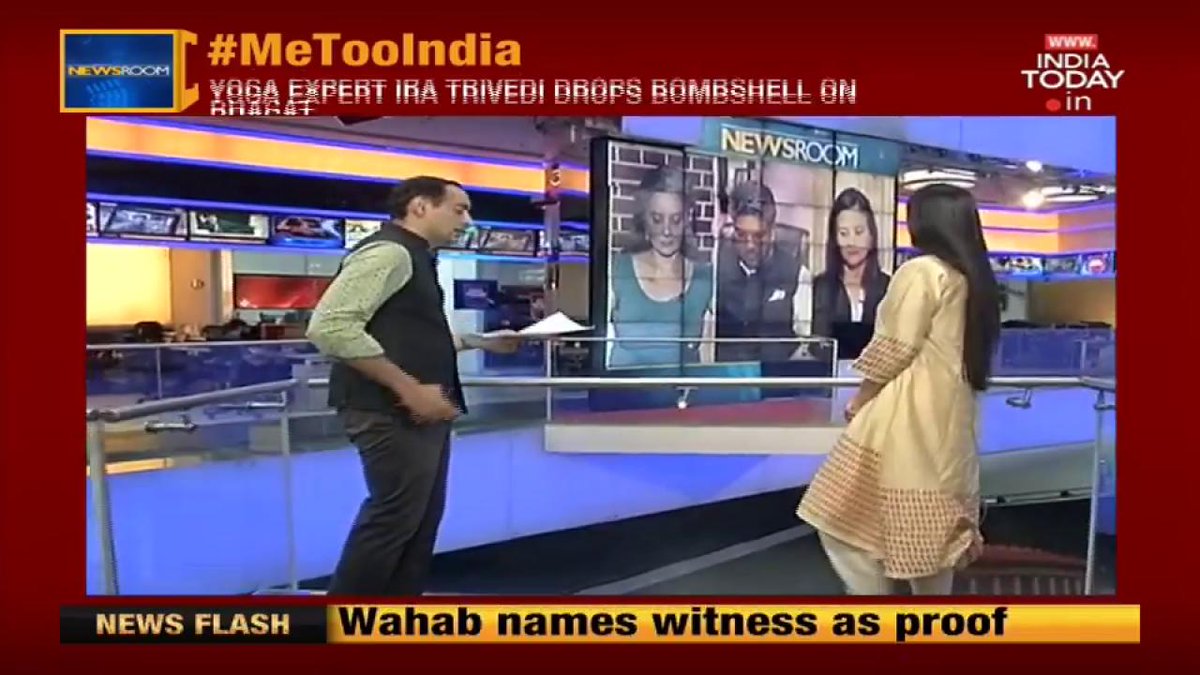 NEWSROOM
#MeTooIndia
YOGA EXPERT IRA TRIVEDI DROPS BOMBSHELL ON
BHAGAT
WWW.
INDIA
TODAY
.in
NEWSROOM
NEWS FLASH
Wahab names witness as proof